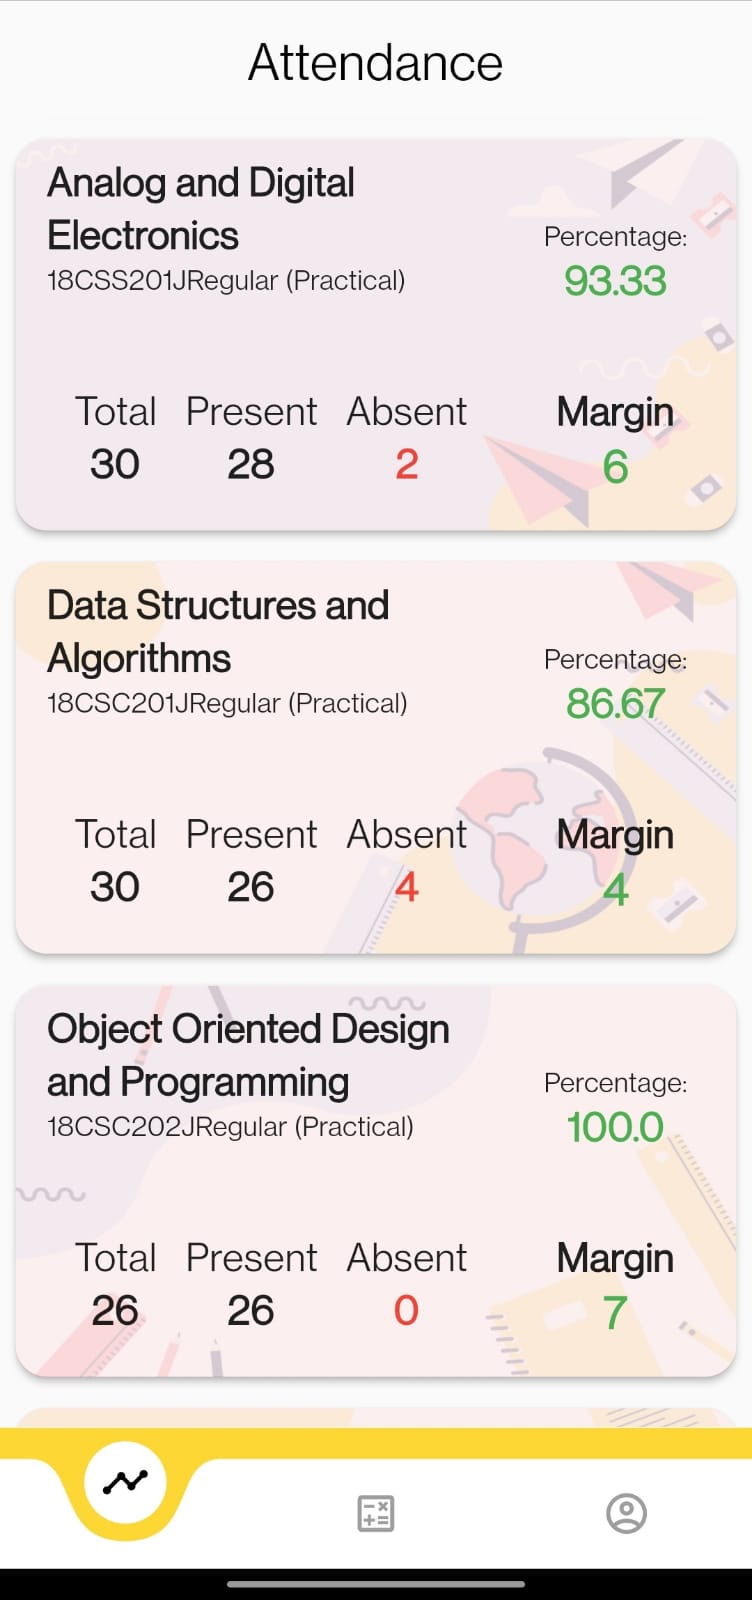 Attendance
Analog and Digital
Electronics
18CSS201JRegular (Practical)
Percentage:
93.33
Total Present Absent Margin
30 28 2 6
Data Structures and
Algorithms
18CSC201JRegular (Practical)
Percentage:
86.67
Total Present Absent Margin
30 26 4 4
Object Oriented Design
and Programming
18CSC202JRegular (Practical)
Percentage:
100.0
Total Present Absent Margin
26 26 0 7